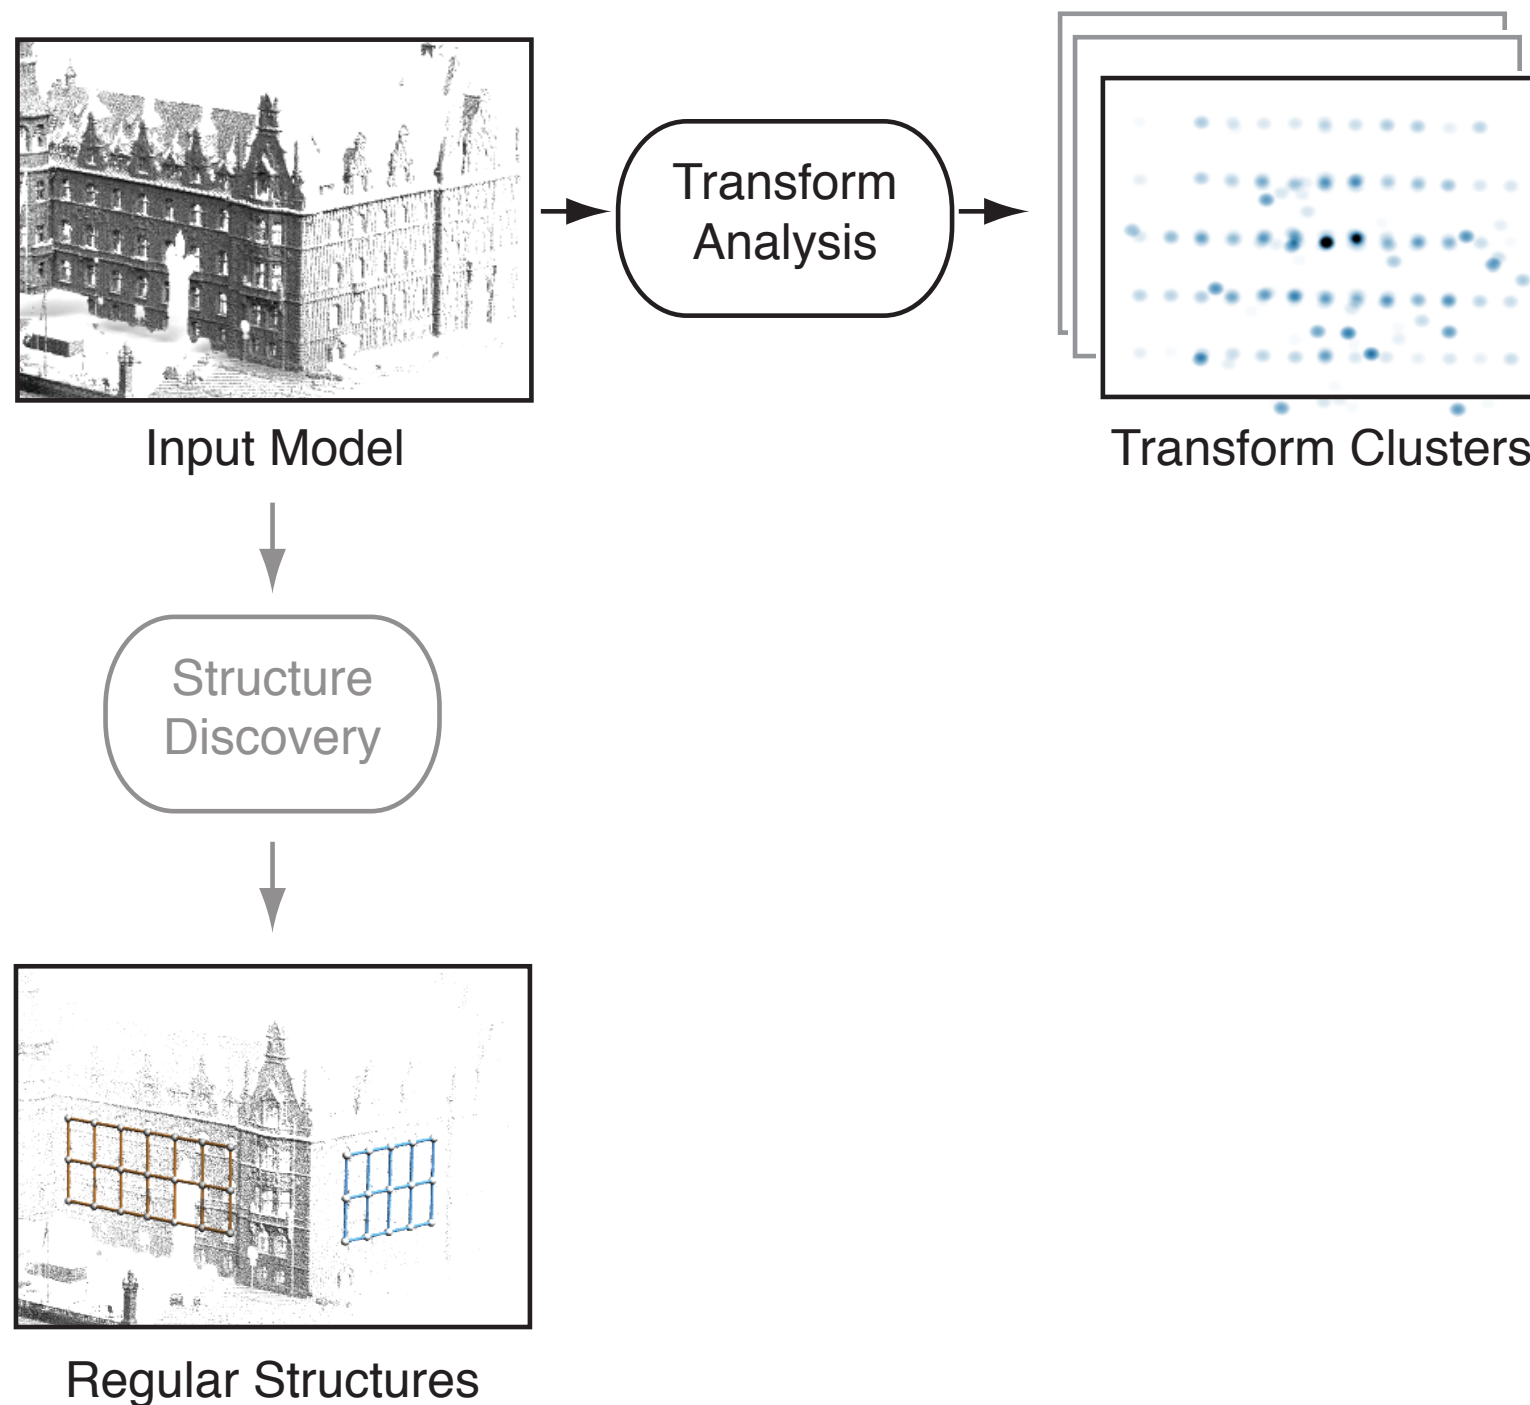 Transform
Analysis
Input Model
Transform Clusters
Structure
Discovery
Regular Structures